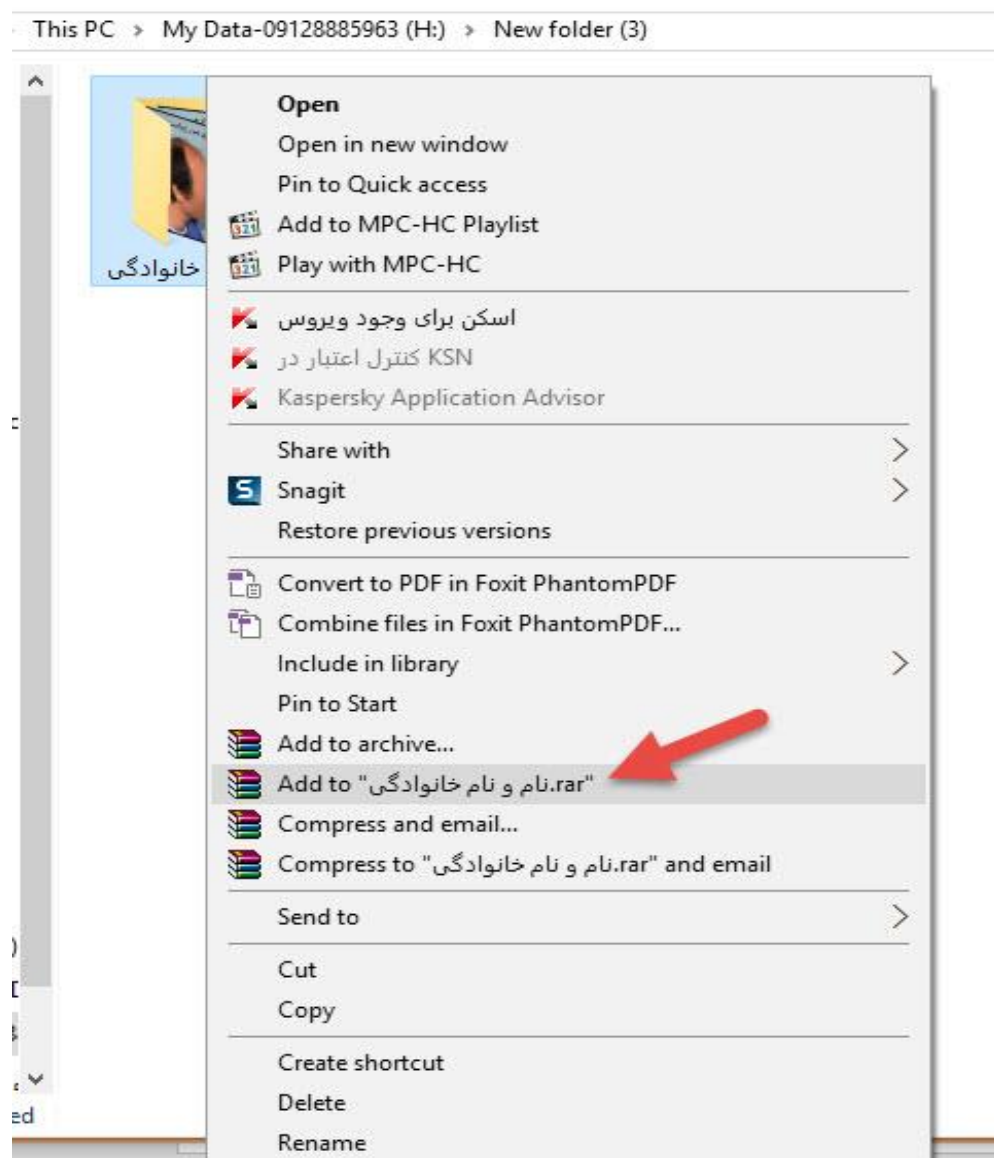 This PC > My Data-09128885963 (H:) > New folder (3)
خانوادگی
Open
Open in new window
Pin to Quick access
Add to MPC-HC Playlist
Play with MPC-HC
اسکن برای وجود ویروس
KSN کنترل اعتبار در
Kaspersky Application Advisor
Share with
Snagit
Restore previous versions
Convert to PDF in Foxit PhantomPDF
Combine files in Foxit PhantomPDF...
Include in library
Pin to Start
Add to archive...
Add to "نام و نام خانوادگی.rar"
Compress and email...
Compress to "نام و نام خانوادگی.rar" and email
Send to
Cut
Copy
Create shortcut
Delete
Rename
ed